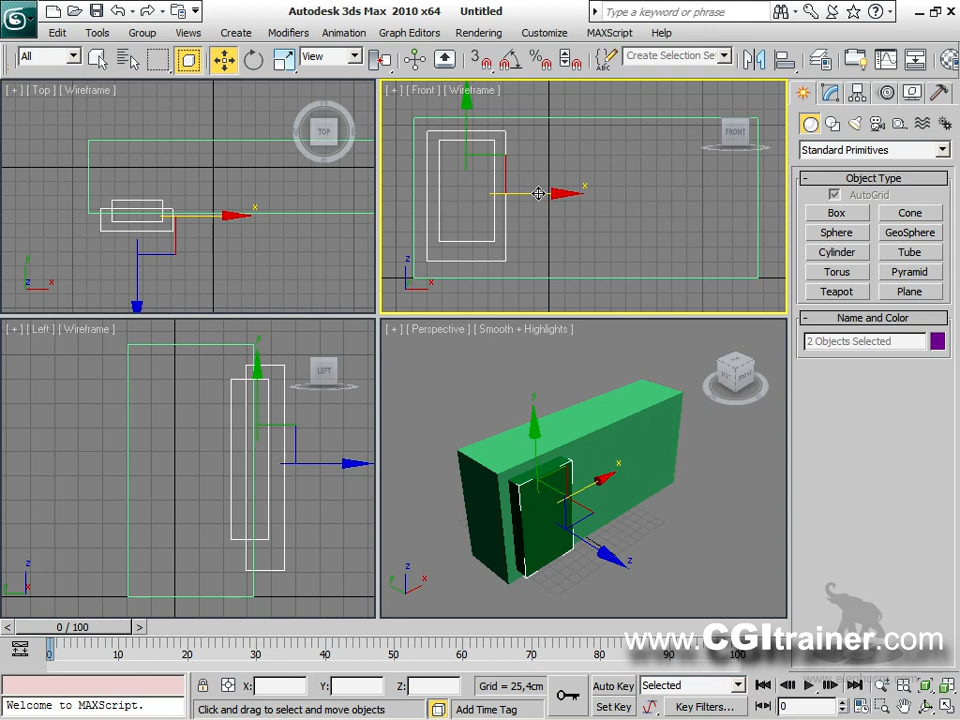 Autodesk 3ds Max 2010 x64 Untitled
Type a keyword or phrase
Edit Tools Group Views Create Modifiers Animation Graph Editors Rendering Customize MAXScript Help
All View 3 Create Selection Se
[ + ] [ Top ] [ Wireframe ]
TOP
x
z x
[ + ] [ Front ] [ Wireframe ]
FRONT
x
z
x
[ + ] [ Left ] [ Wireframe ]
LEFT
y
z
y
[ + ] [ Perspective ] [ Smooth + Highlights ]
y
x
z
z
y x
Standard Primitives
- Object Type
AutoGrid
Box Cone
Sphere GeoSphere
Cylinder Tube
Torus Pyramid
Teapot Plane
- Name and Color
2 Objects Selected
< 0 / 100 >
0 10 20 30 40 50 60 70 80 90 100
www.CGItrainer.com
Welcome to MAXScript.
X: Y: Z: Grid = 25,4cm
Click and drag to select and move objects
Add Time Tag
Auto Key Selected
Set Key Key Filters...
0